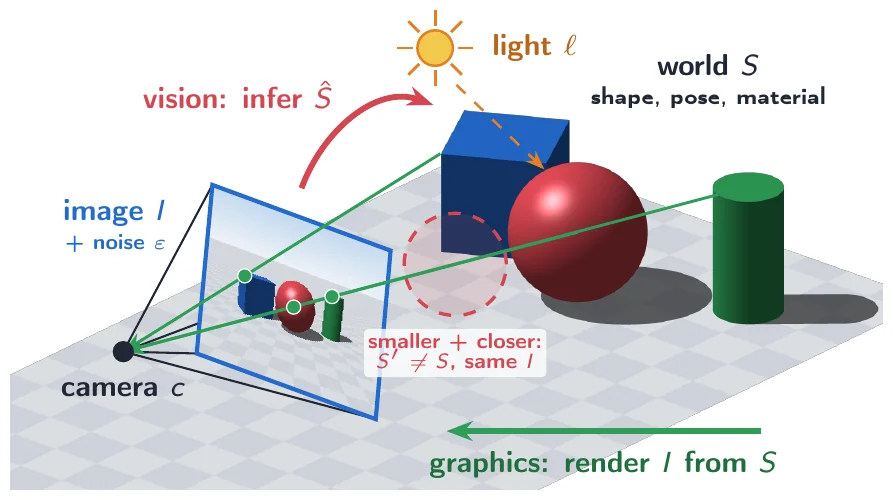 light ℓ
world S
shape, pose, material
vision: infer Ŝ
image I
+ noise ε
smaller + closer:
S′ ≠ S, same I
camera c
graphics: render I from S